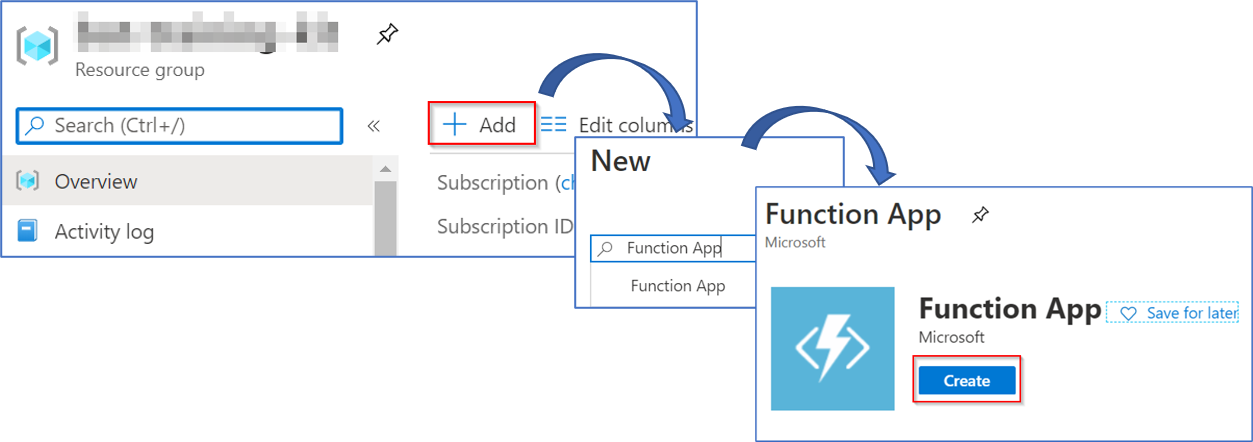 Resource group
Search (Ctrl+/)
«
Add
Edit columns
Overview
Subscription (
Activity log
Subscription ID
New
Function App
Function App
Function App
Microsoft
Function App
Save for later
Microsoft
Create